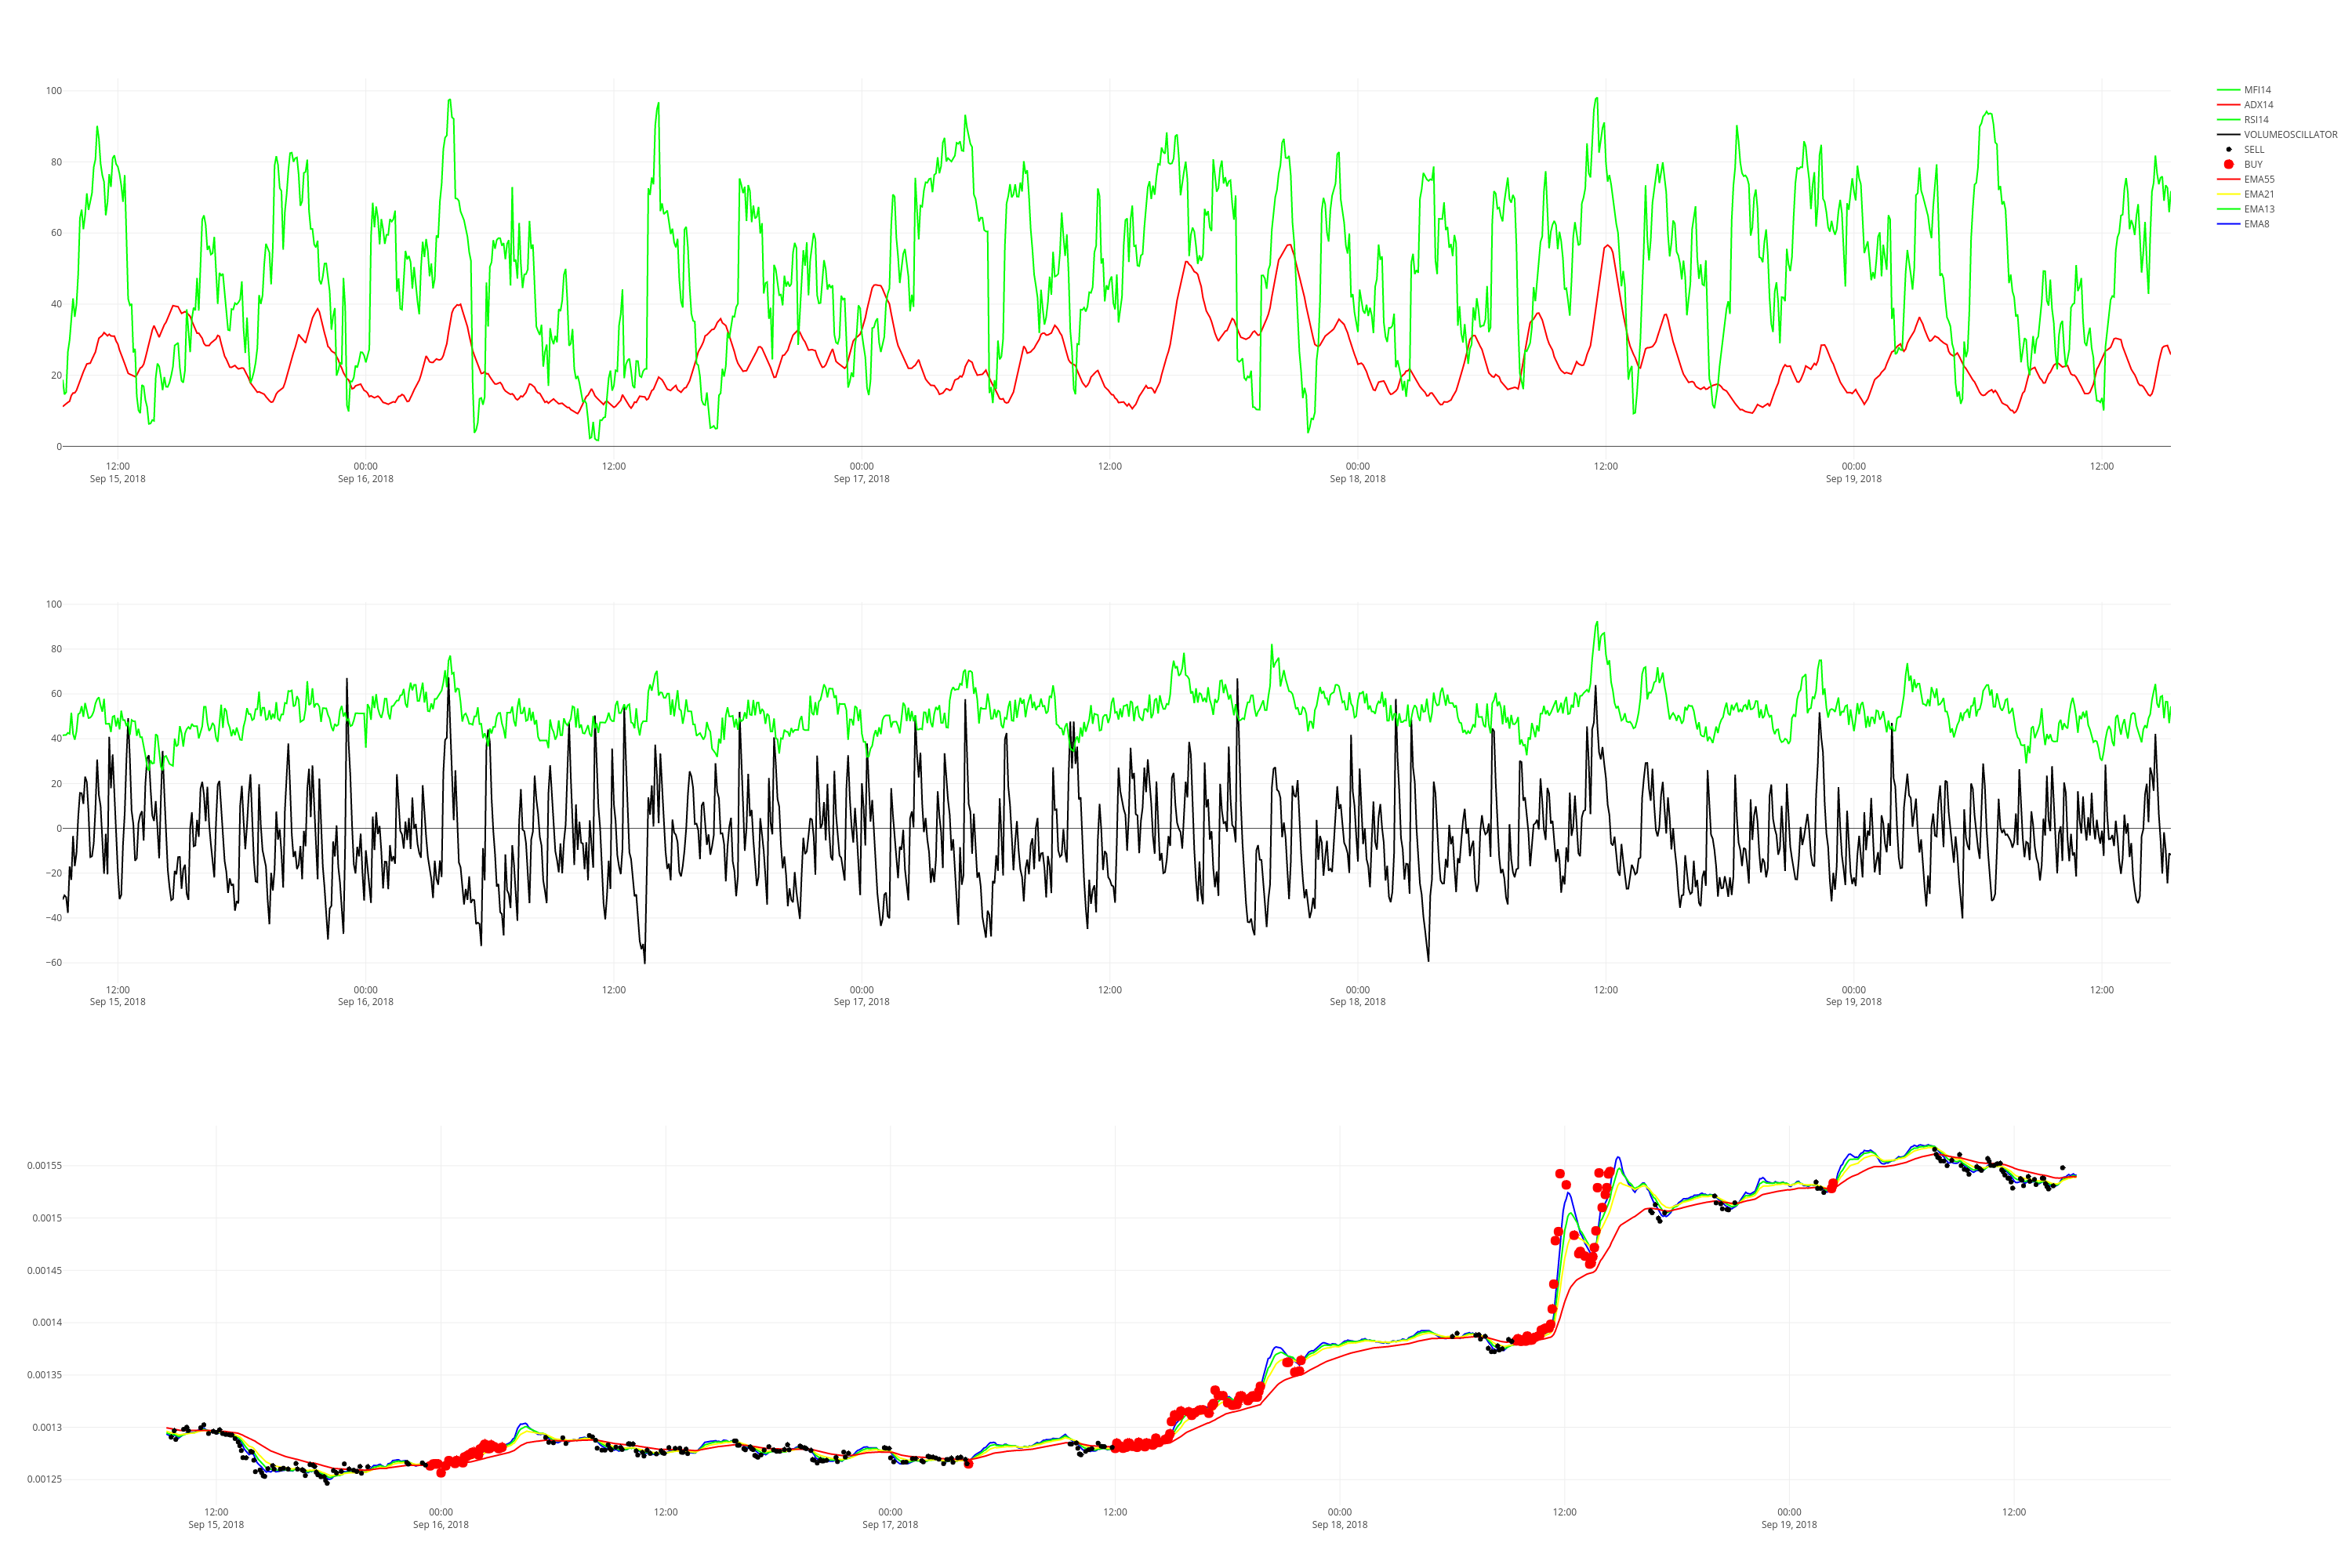 100
80
60
40
20
0
12:00
Sep 15, 2018
00:00
Sep 16, 2018
12:00
00:00
Sep 17, 2018
12:00
00:00
Sep 18, 2018
12:00
00:00
Sep 19, 2018
12:00
MFI14
ADX14
RSI14
VOLUMEOSCILLATOR
SELL
BUY
EMA55
EMA21
EMA13
EMA8
100
80
60
40
20
0
−20
−40
−60
12:00
Sep 15, 2018
00:00
Sep 16, 2018
12:00
00:00
Sep 17, 2018
12:00
00:00
Sep 18, 2018
12:00
00:00
Sep 19, 2018
12:00
0.00155
0.0015
0.00145
0.0014
0.00135
0.0013
0.00125
12:00
Sep 15, 2018
00:00
Sep 16, 2018
12:00
00:00
Sep 17, 2018
12:00
00:00
Sep 18, 2018
12:00
00:00
Sep 19, 2018
12:00